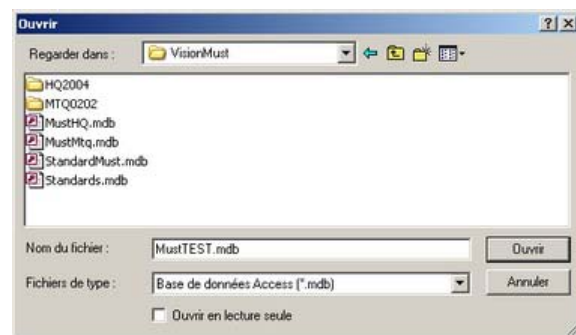 Ouvrir
Regarder dans : VisionMust
HQ2004
MTQ0202
MustHQ.mdb
MustMtq.mdb
StandardMust.mdb
Standards.mdb
Nom du fichier : MustTEST.mdb Ouvrir
Fichiers de type : Base de données Access (*.mdb) Annuler
Ouvrir en lecture seule